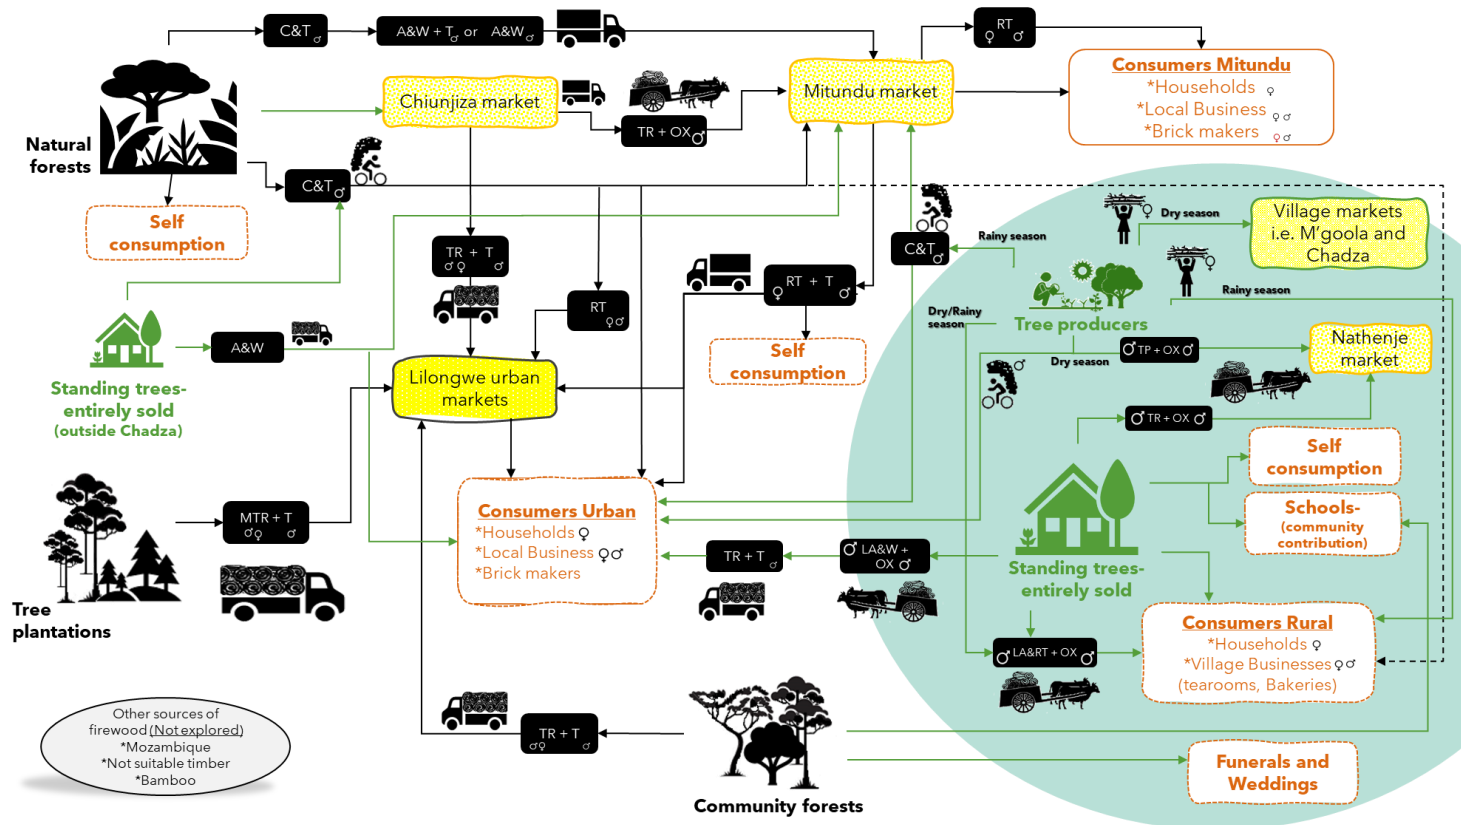 C&T♂
A&W + T♂ or A&W♂
RT
♀ ♂
Consumers Mitundu
*Households ♀
*Local Business ♀♂
*Brick makers ♀♂
Chiunjiza market
Mitundu market
TR + OX♂
Natural
forests
C&T♂
Self
consumption
Village markets
i.e. M'goola and
Chadza
♀
Dry season
Rainy season
C&T♂
♀
Rainy season
TR + T
♂♀ ♂
RT + T
♀ ♂
RT
♀♂
Dry/Rainy
season
Tree producers
Nathenje
market
♂ TP + OX ♂
Dry season
♂
A&W
Self
consumption
Lilongwe urban
markets
Standing trees-
entirely sold
(outside Chadza)
♂ TR + OX ♂
Self
consumption
Schools-
(community
contribution)
MTR + T
♂♀ ♂
Consumers Urban
*Households ♀
*Local Business ♀♂
*Brick makers
TR + T
♂
♂ LA&W +
OX ♂
Standing trees-
entirely sold
Tree
plantations
Consumers Rural
*Households ♀
*Village Businesses ♀♂
(tearooms, Bakeries)
♂ LA&RT + OX ♂
Other sources of
firewood (Not explored)
*Mozambique
*Not suitable timber
*Bamboo
TR + T
♂♀ ♂
Community forests
Funerals and
Weddings